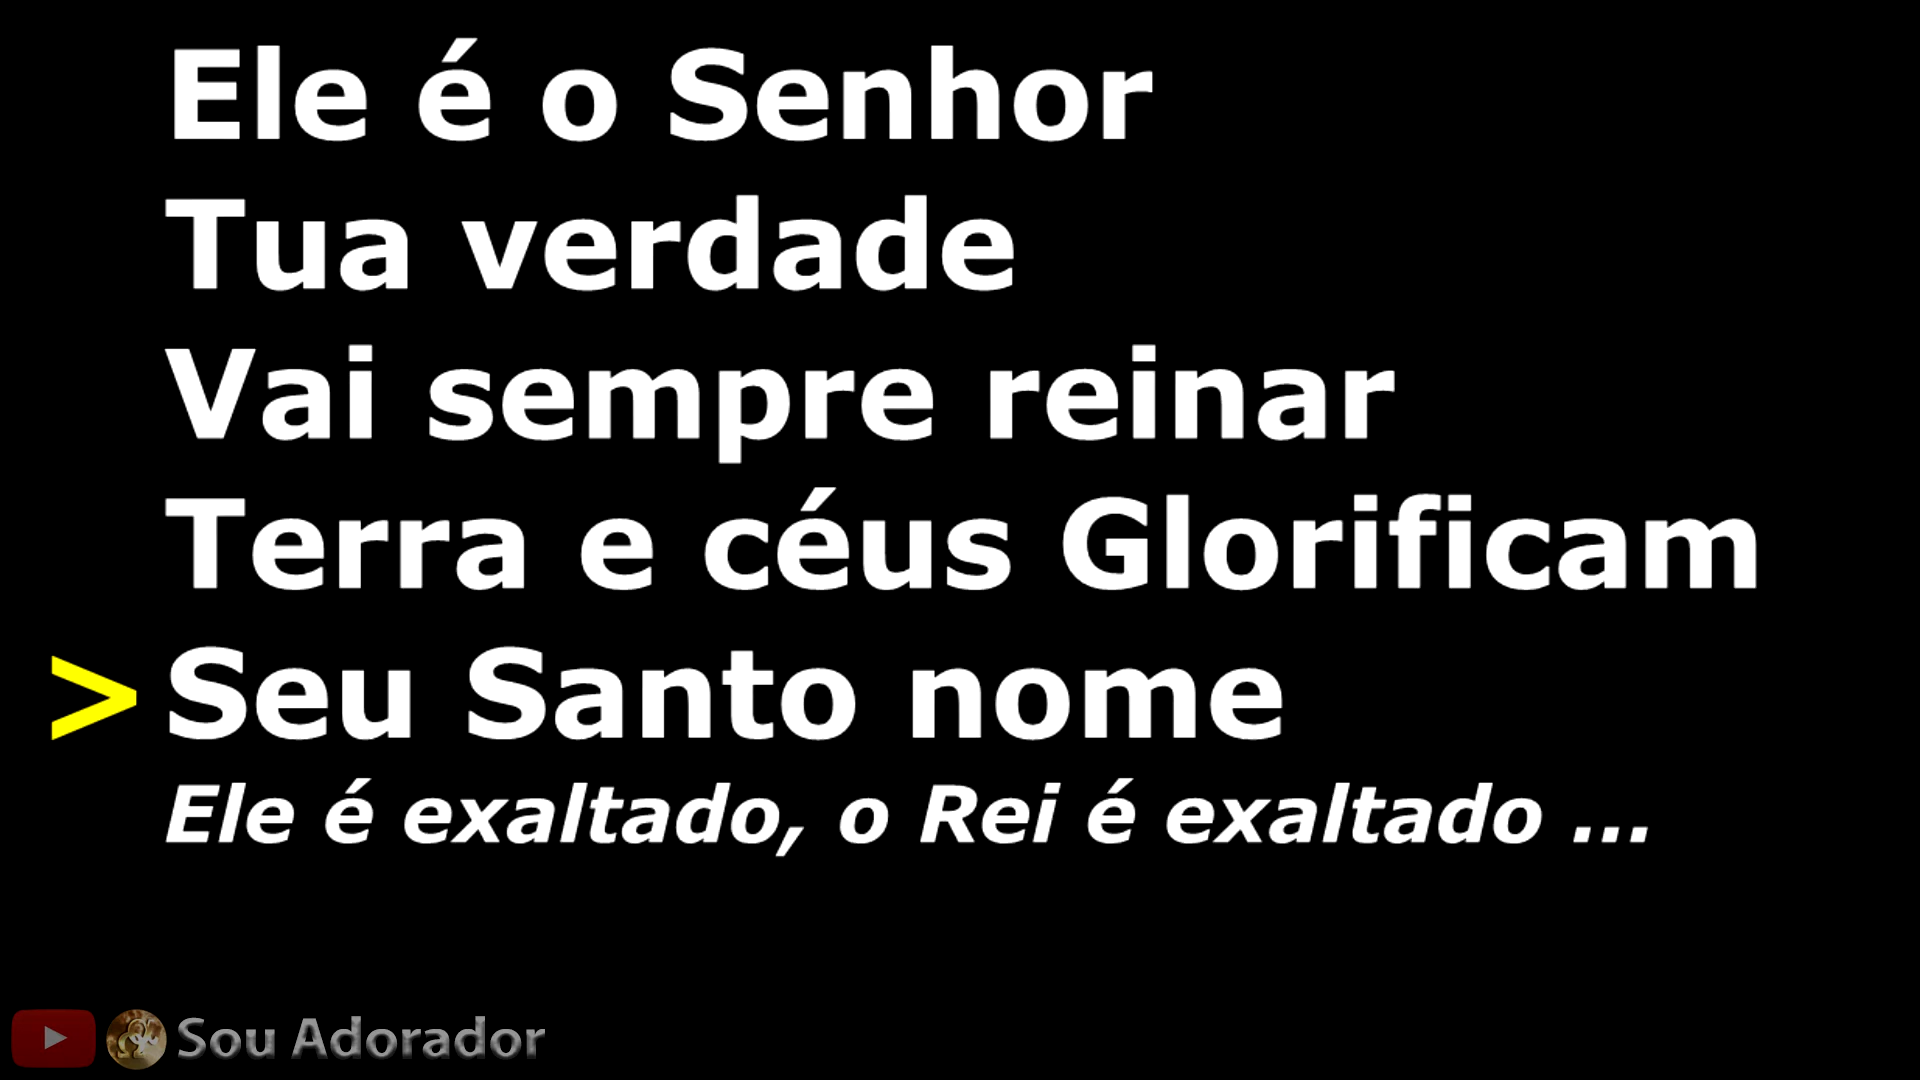 Ele é o Senhor
Tua verdade
Vai sempre reinar
Terra e céus Glorificam
> Seu Santo nome
Ele é exaltado, o Rei é exaltado ...
Sou Adorador